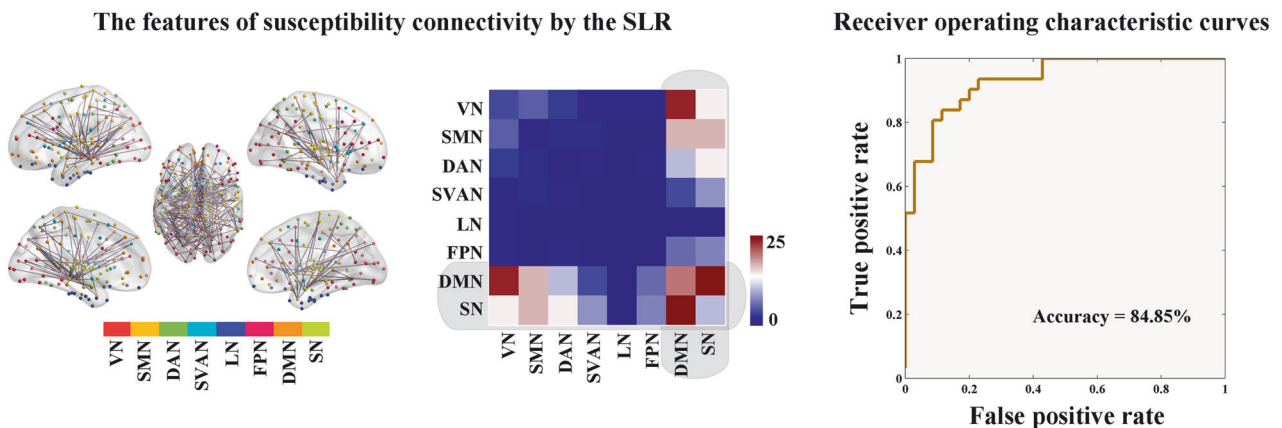 The features of susceptibility connectivity by the SLR
Receiver operating characteristic curves
VN
SMN
DAN
SVAN
LN
FPN
DMN
SN
VN
SMN
DAN
SVAN
LN
FPN
DMN
SN
VN
SMN
DAN
SVAN
LN
FPN
DMN
SN
25
0
True positive rate
1
0.8
0.6
0.4
0.2
0
Accuracy = 84.85%
0 0.2 0.4 0.6 0.8 1
False positive rate